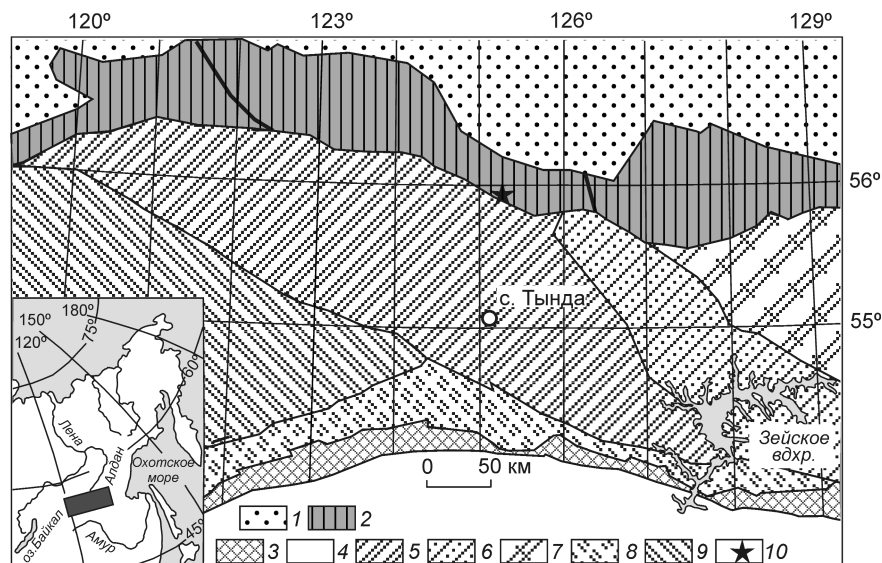 120º 123º 126º 129º
56º
с. Тында
55º
Зейское
вдхр.
0 50 км
180º
150º
120º
75º
60º
45º
Лена
Алдан
Охотское
море
оз.Байкал
Амур
1 2
3 4 5 6 7 8 9 10